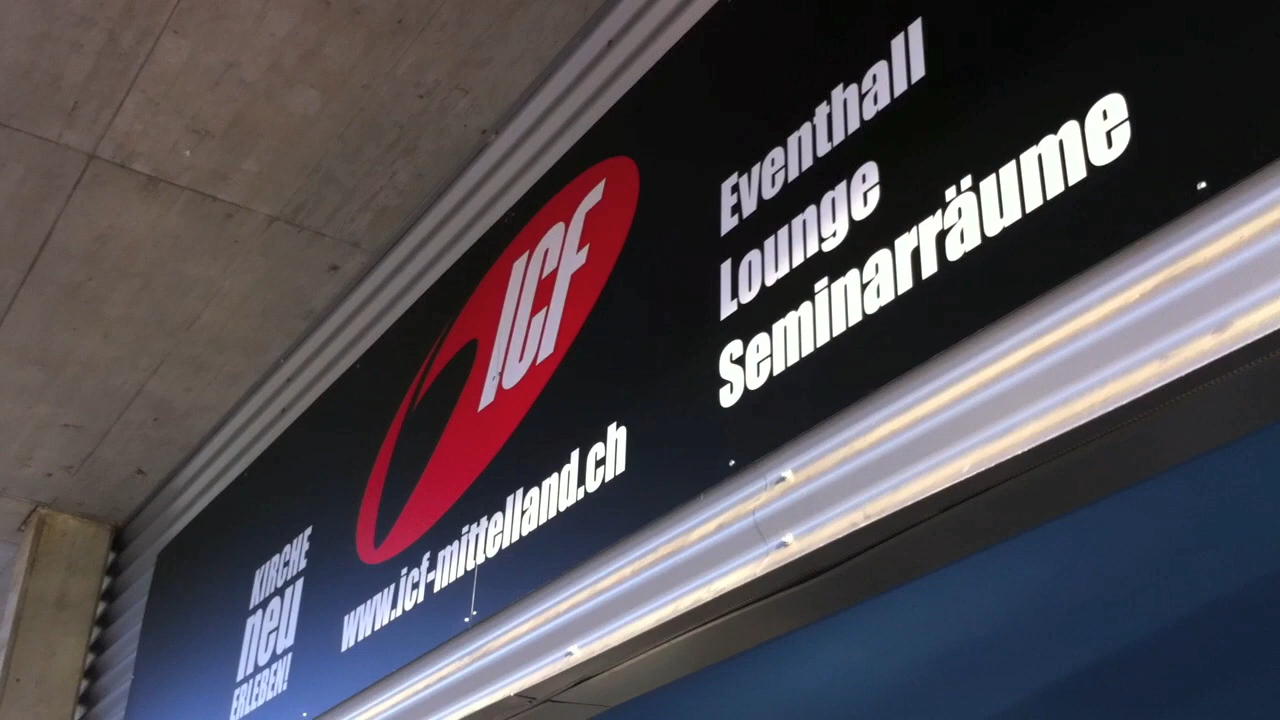 KIRCHE
neu
ERLEBEN!
ICF
www.icf-mittelland.ch
Eventhall
Lounge
Seminarräume